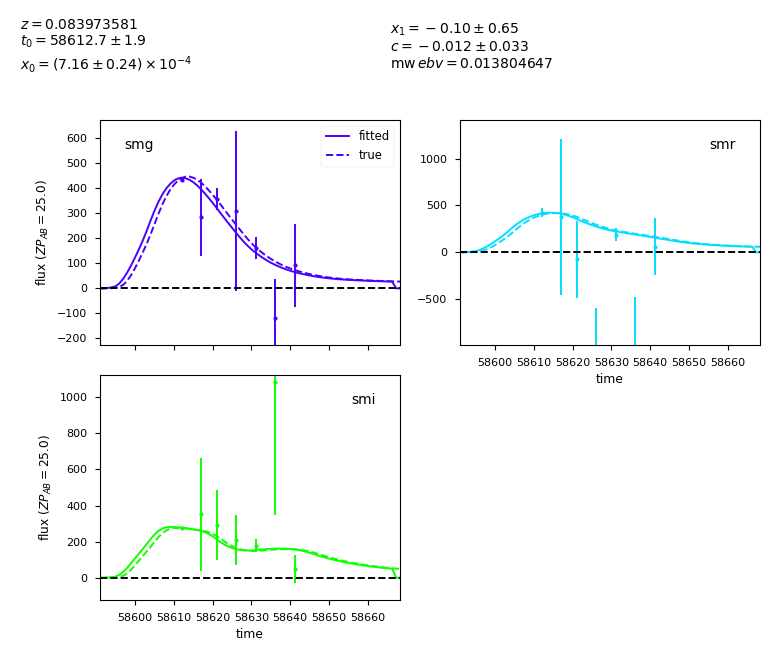 z = 0.083973581
t₀ = 58612.7 ± 1.9
x₀ = (7.16 ± 0.24) × 10⁻⁴
x₁ = −0.10 ± 0.65
c = −0.012 ± 0.033
mw ebv = 0.013804647
smg
fitted
true
600
500
400
300
200
100
0
−100
−200
flux (ZP_AB = 25.0)
smr
1000
500
0
−500
58600 58610 58620 58630 58640 58650 58660
time
smi
1000
800
600
400
200
0
flux (ZP_AB = 25.0)
58600 58610 58620 58630 58640 58650 58660
time